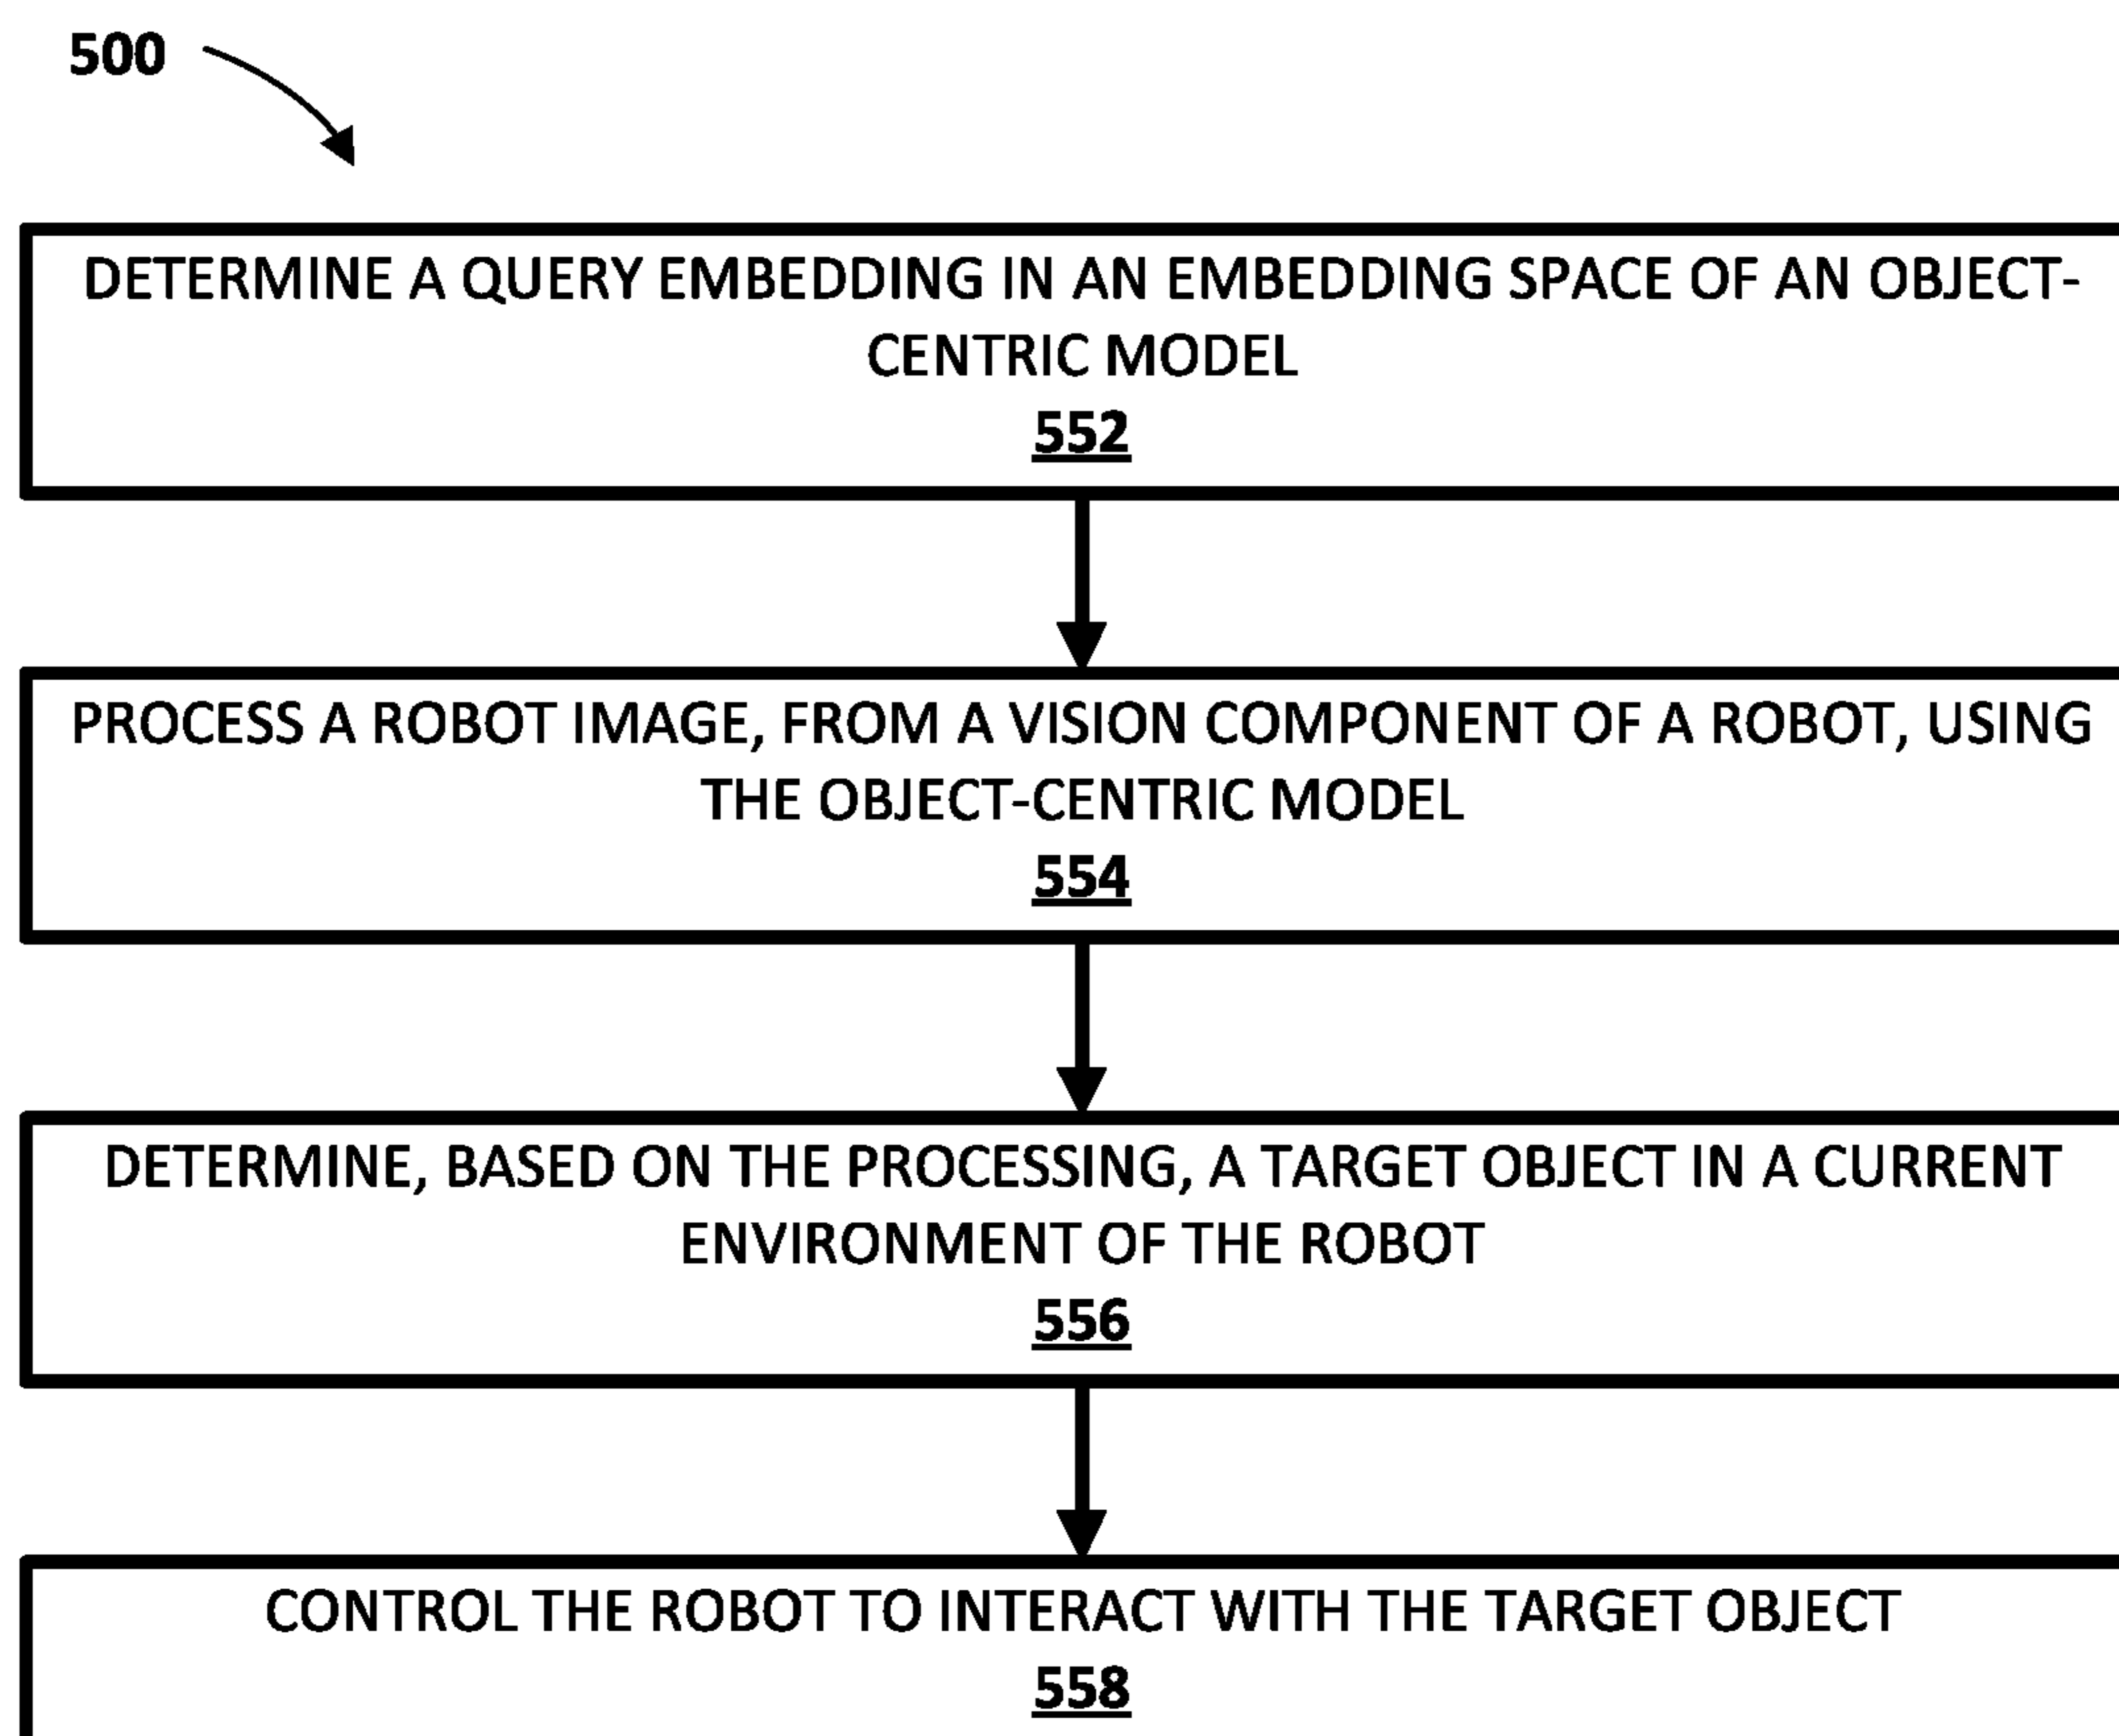 500
DETERMINE A QUERY EMBEDDING IN AN EMBEDDING SPACE OF AN OBJECT-
CENTRIC MODEL
552
PROCESS A ROBOT IMAGE, FROM A VISION COMPONENT OF A ROBOT, USING
THE OBJECT-CENTRIC MODEL
554
DETERMINE, BASED ON THE PROCESSING, A TARGET OBJECT IN A CURRENT
ENVIRONMENT OF THE ROBOT
556
CONTROL THE ROBOT TO INTERACT WITH THE TARGET OBJECT
558